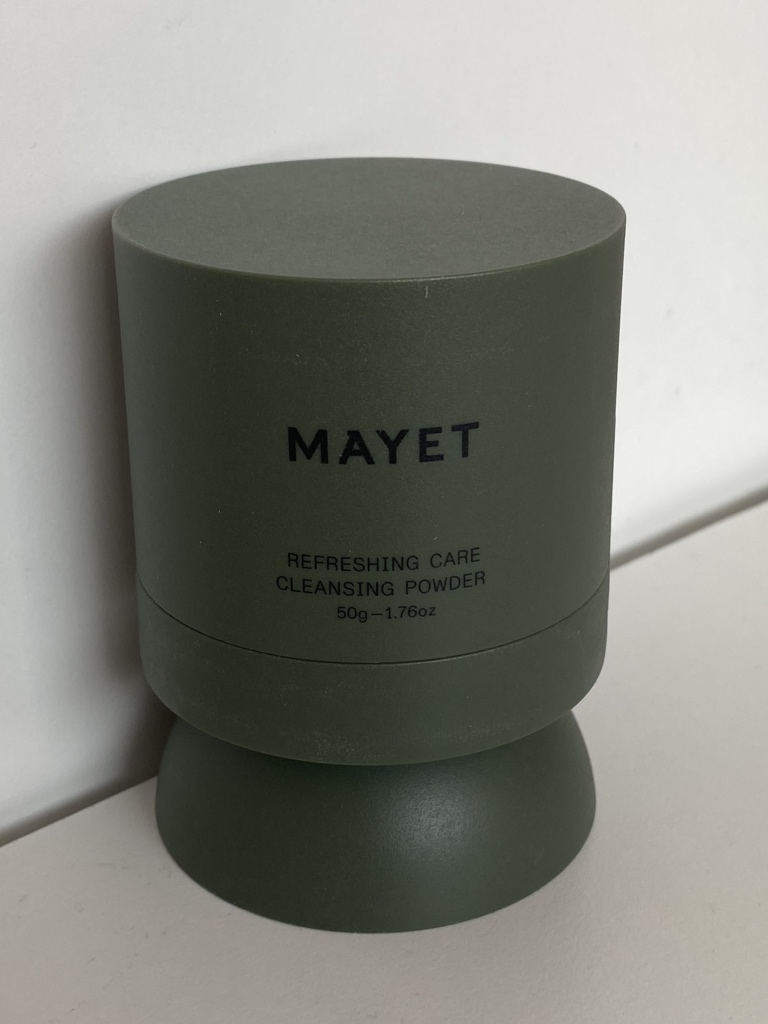 MAYET
REFRESHING CARE
CLEANSING POWDER
50g—1.76oz